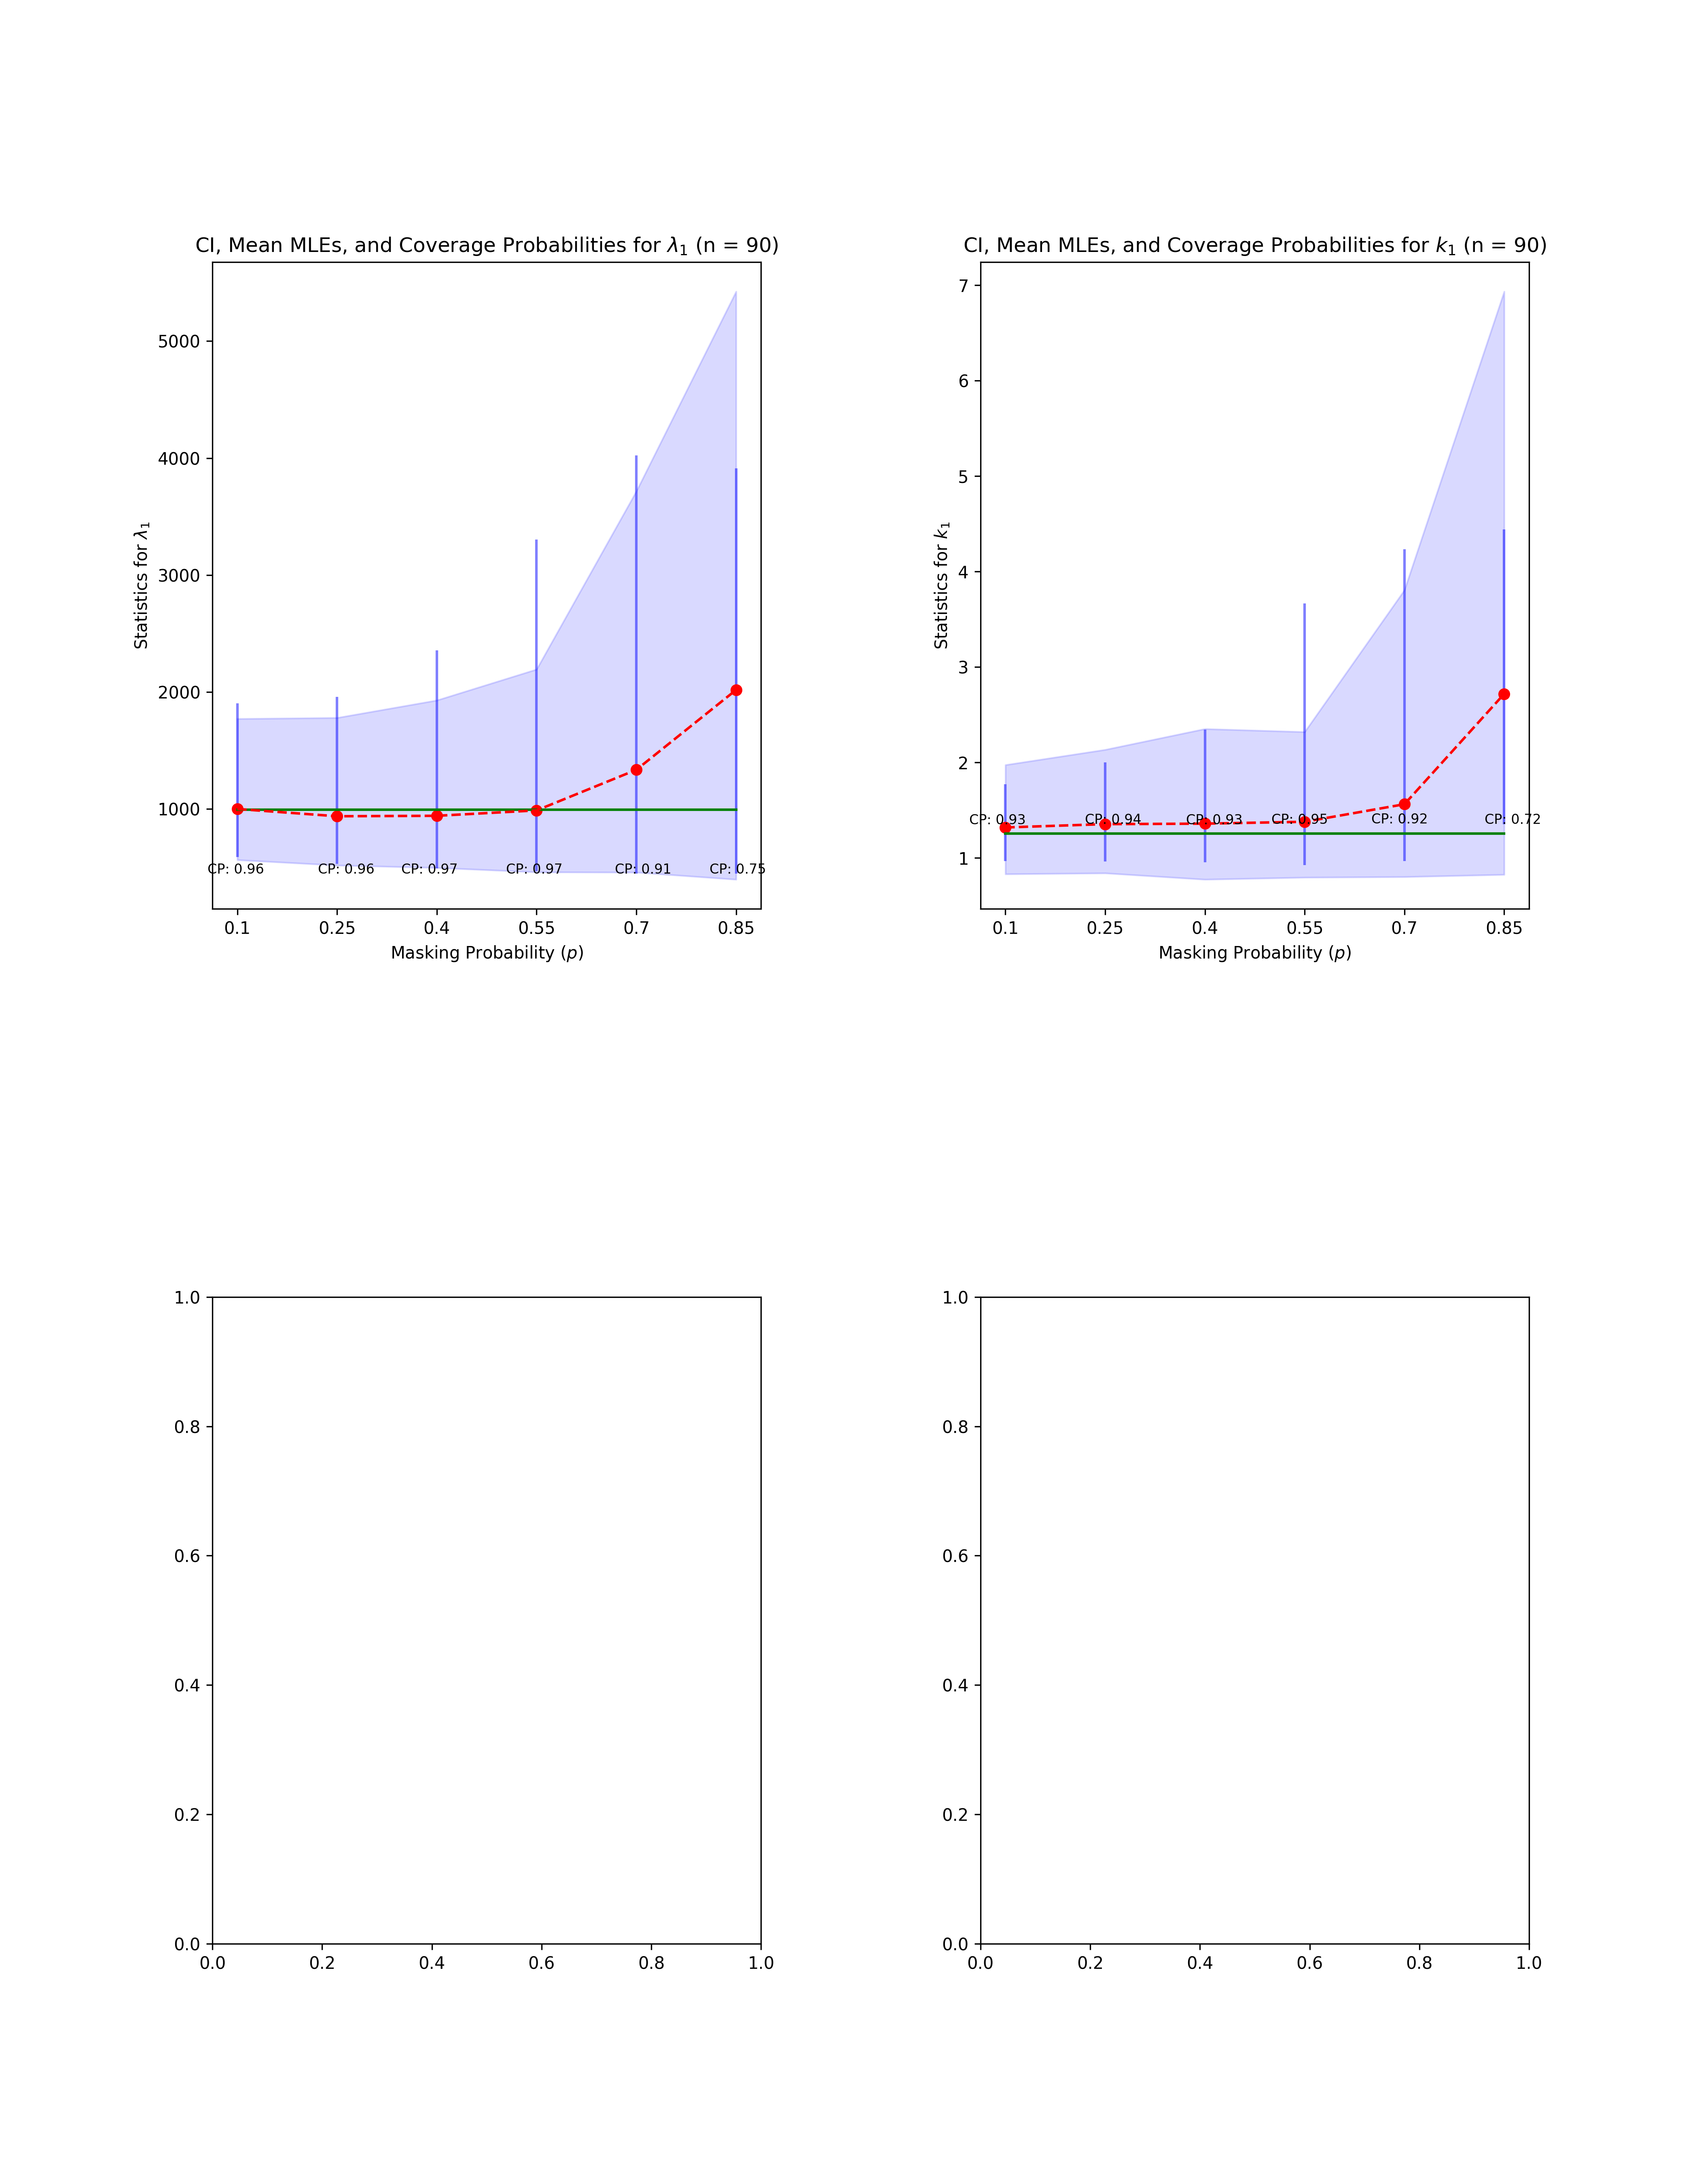 CI, Mean MLEs, and Coverage Probabilities for λ₁ (n = 90)
Statistics for λ₁
5000
4000
3000
2000
1000
CP: 0.96 CP: 0.96 CP: 0.97 CP: 0.97 CP: 0.91 CP: 0.75
0.1 0.25 0.4 0.55 0.7 0.85
Masking Probability (p)
CI, Mean MLEs, and Coverage Probabilities for k₁ (n = 90)
Statistics for k₁
7
6
5
4
3
2
1
CP: 0.93 CP: 0.94 CP: 0.93 CP: 0.95 CP: 0.92 CP: 0.72
0.1 0.25 0.4 0.55 0.7 0.85
Masking Probability (p)
1.0
0.8
0.6
0.4
0.2
0.0
0.0 0.2 0.4 0.6 0.8 1.0
1.0
0.8
0.6
0.4
0.2
0.0
0.0 0.2 0.4 0.6 0.8 1.0